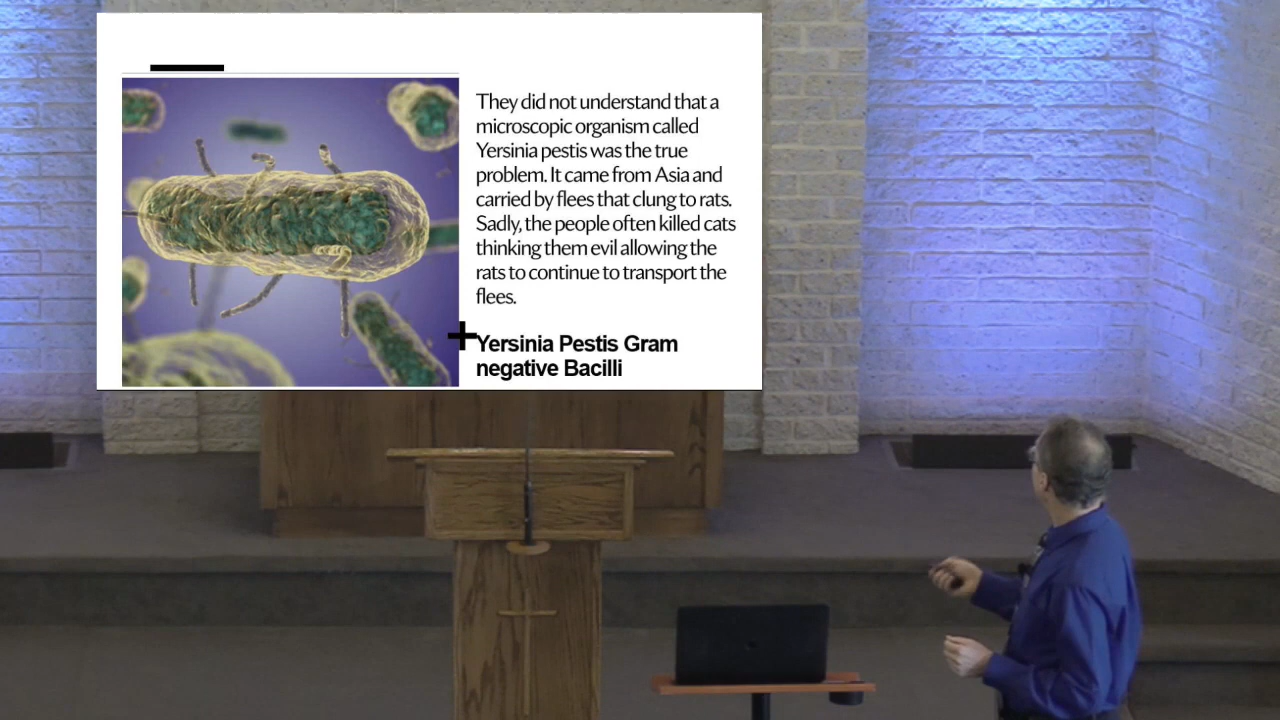 They did not understand that a
microscopic organism called
Yersinia pestis was the true
problem. It came from Asia and
carried by flees that clung to rats.
Sadly, the people often killed cats
thinking them evil allowing the
rats to continue to transport the
flees.
Yersinia Pestis Gram
negative Bacilli